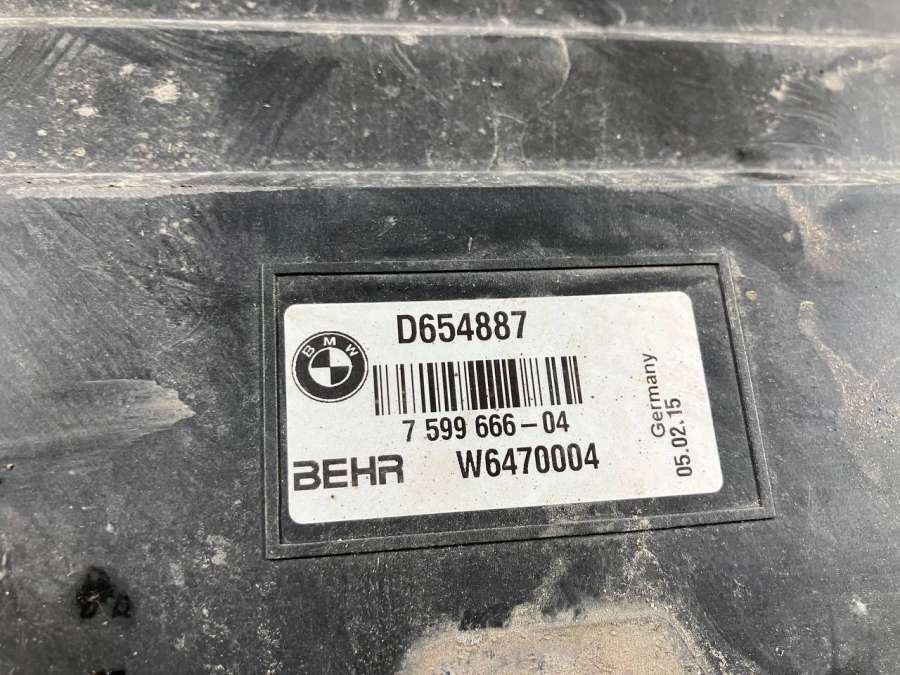 D654887
BMW
7 599 666-04
BEHR
W6470004
Germany
05.02.15